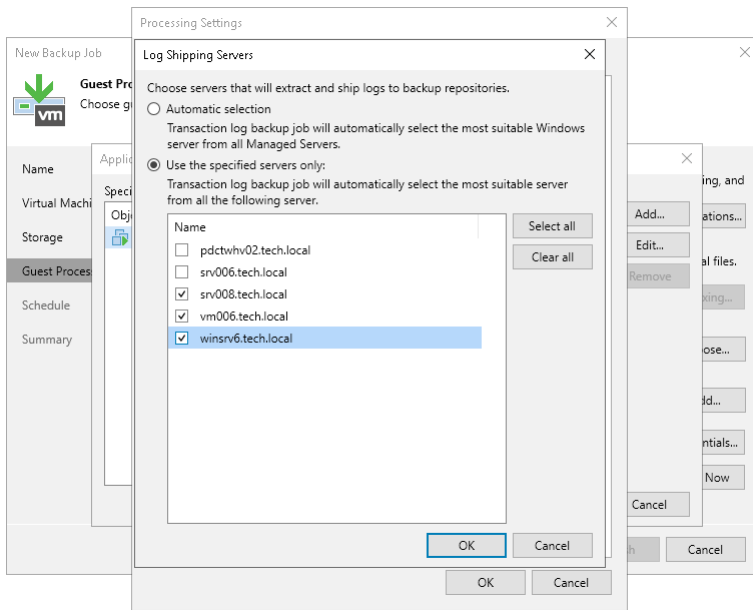 Processing Settings
New Backup Job
Log Shipping Servers
Guest Pro
Choose gu
Choose servers that will extract and ship logs to backup repositories.
Automatic selection
Transaction log backup job will automatically select the most suitable Windows
server from all Managed Servers.
Use the specified servers only:
Transaction log backup job will automatically select the most suitable server
from all the following server.
Name
pdctwhv02.tech.local
srv006.tech.local
srv008.tech.local
vm006.tech.local
winsrv6.tech.local
Select all
Clear all
OK
Cancel
OK
Cancel
Name
Virtual Machi
Storage
Guest Proces
Schedule
Summary
Applic
Speci
Obj
Add...
Edit...
Remove
Cancel
ing, and
ations...
al files.
xing...
ose...
dd...
ntials...
Now
h
Cancel
vm